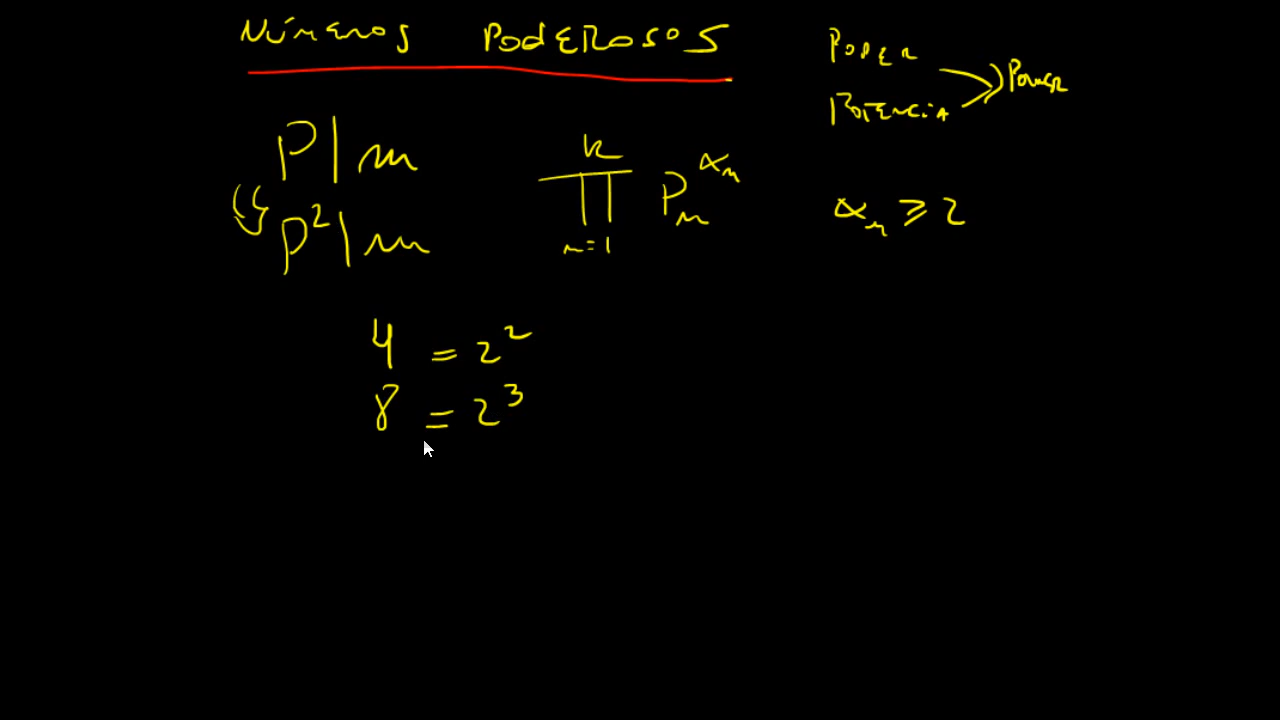 NÚMEROS PODEROSOS
PODER
POTENCIA
POWER
P|m
P²|m
k
∏ Pₙ^αₙ
n=1
αₙ ⩾ 2
4 = 2²
8 = 2³